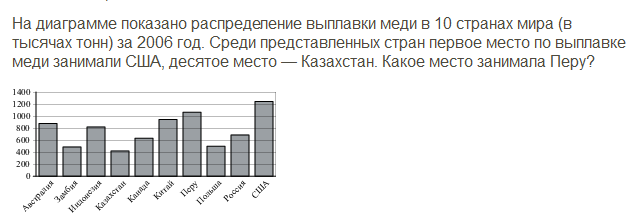 На диаграмме показано распределение выплавки меди в 10 странах мира (в
тысячах тонн) за 2006 год. Среди представленных стран первое место по выплавке
меди занимали США, десятое место — Казахстан. Какое место занимала Перу?
1400
1200
1000
800
600
400
200
0
Австралия
Замбия
Индонезия
Казахстан
Канада
Китай
Перу
Польша
Россия
США